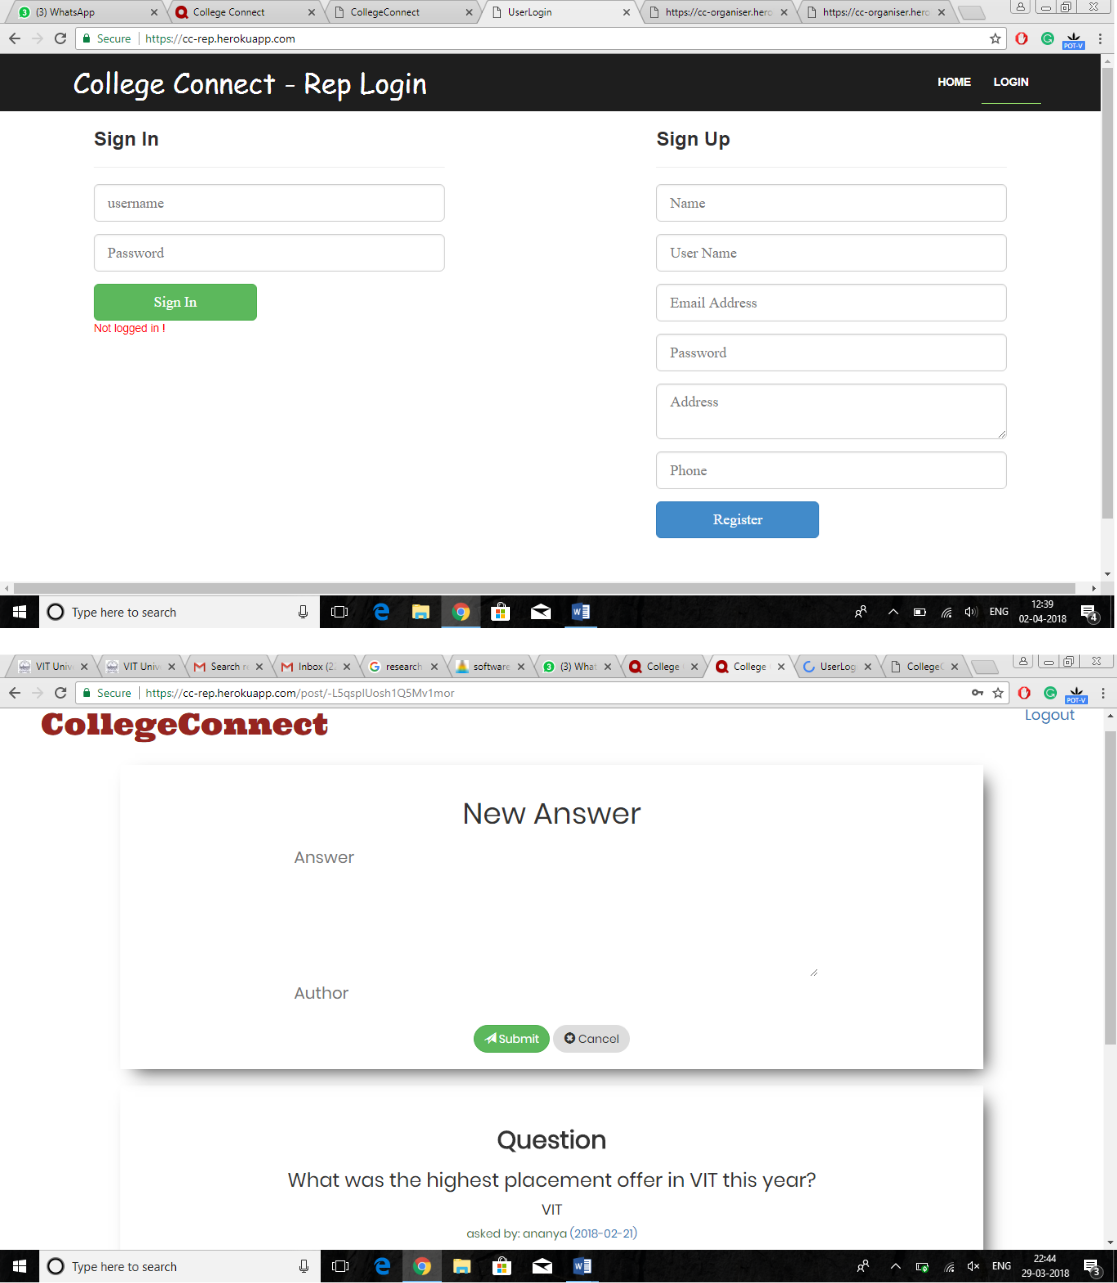 (3) WhatsApp College Connect CollegeConnect UserLogin https://cc-organiser.hero https://cc-organiser.hero
Secure https://cc-rep.herokuapp.com
POT-V
College Connect - Rep Login HOME LOGIN
Sign In Sign Up
username Name
Password User Name
Sign In Email Address
Not logged in !
Password
Address
Phone
Register
Type here to search ENG 12:39
02-04-2018 4
VIT Univ VIT Univ Search r Inbox (2 research software (3) What College College UserLog College
Secure https://cc-rep.herokuapp.com/post/-L5qsplUosh1Q5Mv1mor
POT-V
CollegeConnect Logout
New Answer
Answer
Author
Submit Cancel
Question
What was the highest placement offer in VIT this year?
VIT
asked by: ananya (2018-02-21)
Type here to search ENG 22:44
29-03-2018 3